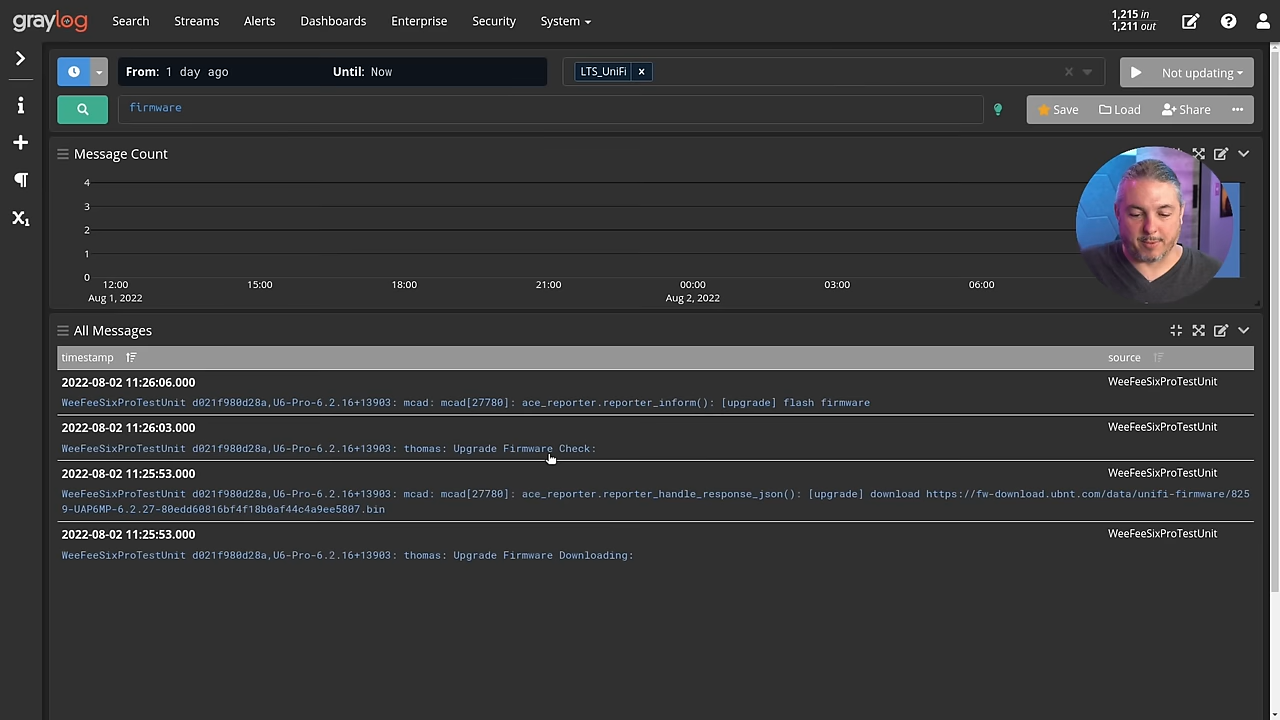 graylog Search Streams Alerts Dashboards Enterprise Security System
1,215 in
1,211 out
From: 1 day ago Until: Now LTS_UniFi × Not updating
firmware Save Load Share
Message Count
4
3
2
1
0
12:00 15:00 18:00 21:00 00:00 03:00 06:00
Aug 1, 2022 Aug 2, 2022
All Messages
timestamp source
2022-08-02 11:26:06.000 WeeFeeSixProTestUnit
WeeFeeSixProTestUnit d021f980d28a,U6-Pro-6.2.16+13903: mcad: mcad[27780]: ace_reporter.reporter_inform(): [upgrade] flash firmware
2022-08-02 11:26:03.000 WeeFeeSixProTestUnit
WeeFeeSixProTestUnit d021f980d28a,U6-Pro-6.2.16+13903: thomas: Upgrade Firmware Check:
2022-08-02 11:25:53.000 WeeFeeSixProTestUnit
WeeFeeSixProTestUnit d021f980d28a,U6-Pro-6.2.16+13903: mcad: mcad[27780]: ace_reporter.reporter_handle_response_json(): [upgrade] download https://fw-download.ubnt.com/data/unifi-firmware/825
9-UAP6MP-6.2.27-80edd60816bf4f18b0af44c4a9ee5807.bin
2022-08-02 11:25:53.000 WeeFeeSixProTestUnit
WeeFeeSixProTestUnit d021f980d28a,U6-Pro-6.2.16+13903: thomas: Upgrade Firmware Downloading: